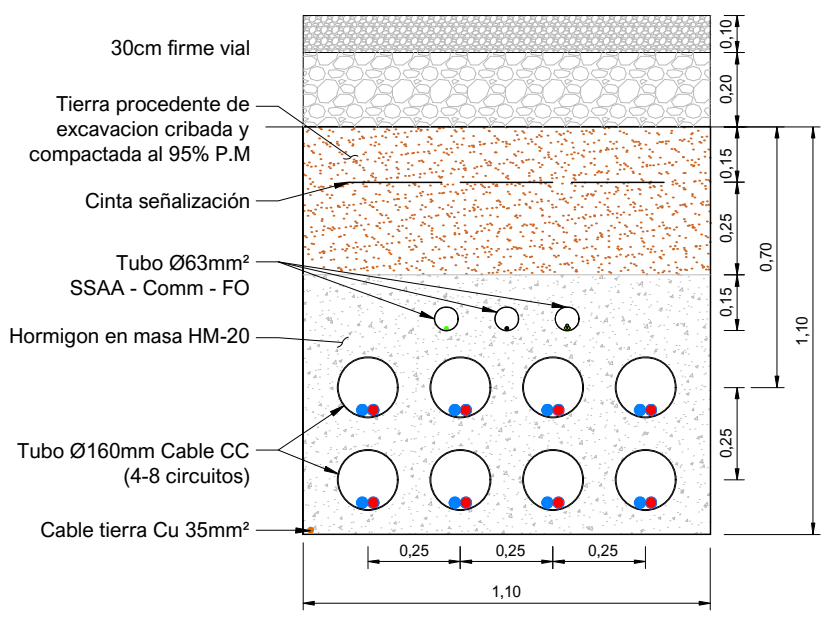 30cm firme vial
Tierra procedente de
excavacion cribada y
compactada al 95% P.M
Cinta señalización
Tubo Ø63mm²
SSAA - Comm - FO
Hormigon en masa HM-20
Tubo Ø160mm Cable CC
(4-8 circuitos)
Cable tierra Cu 35mm²
0,10
0,20
0,15
0,25
0,15
0,25
0,70
1,10
0,25
0,25
0,25
1,10